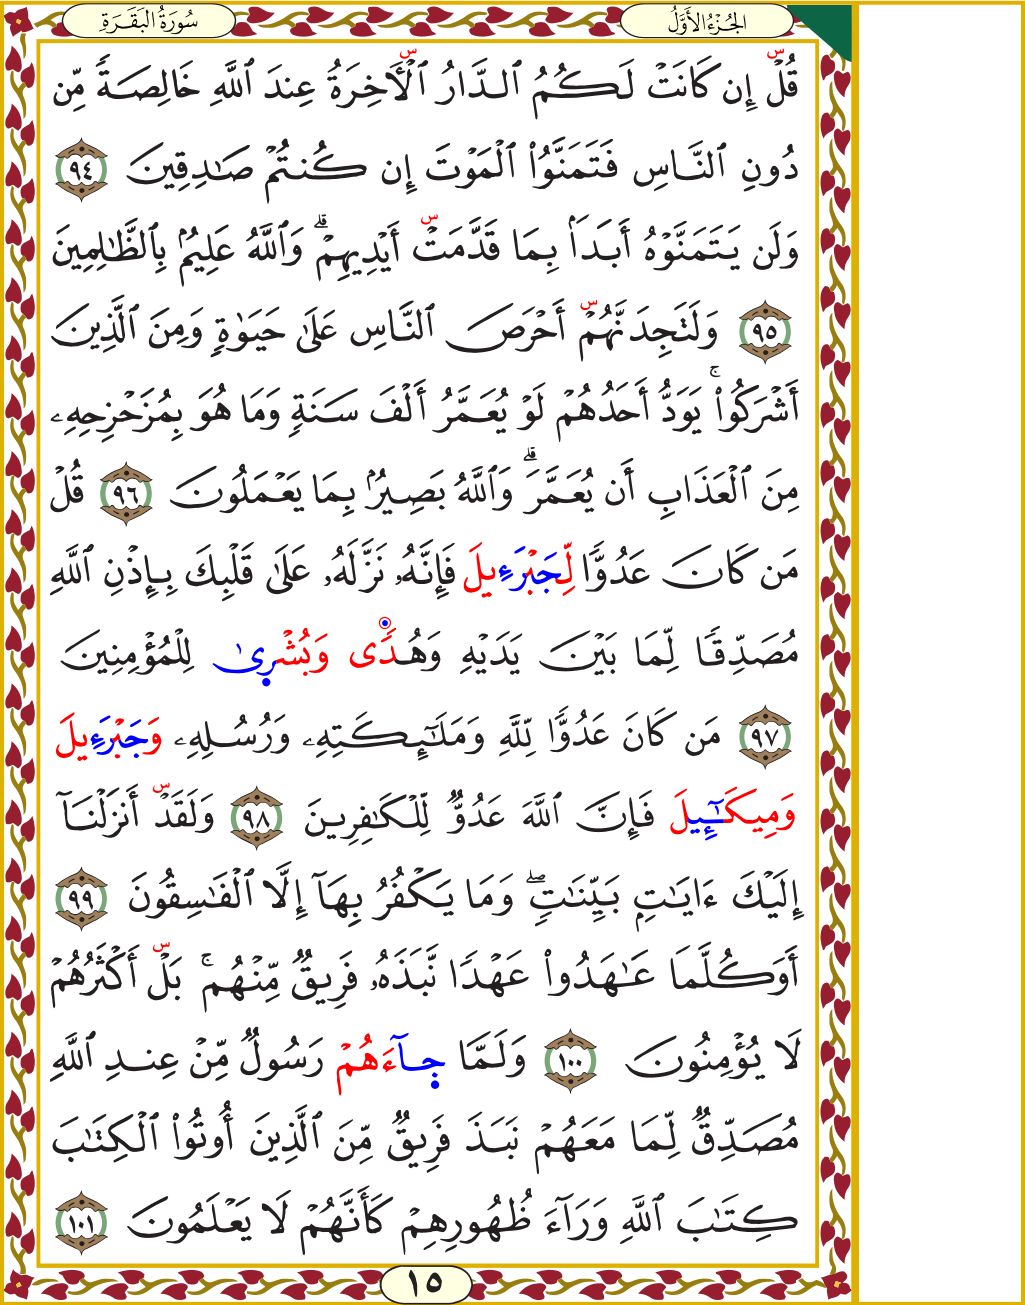 الجُزْءُ الأَوَّلُ
سُورَةُ البَقَرَةِ
قُلۡ إِن كَانَتۡ لَكُمُ ٱلدَّارُ ٱلۡأٓخِرَةُ عِندَ ٱللَّهِ خَالِصَةٗ مِّن
دُونِ ٱلنَّاسِ فَتَمَنَّوُاْ ٱلۡمَوۡتَ إِن كُنتُمۡ صَٰدِقِينَ ٩٤
وَلَن يَتَمَنَّوۡهُ أَبَدَۢا بِمَا قَدَّمَتۡ أَيۡدِيهِمۡۚ وَٱللَّهُ عَلِيمُۢ بِٱلظَّٰلِمِينَ
٩٥ وَلَتَجِدَنَّهُمۡ أَحۡرَصَ ٱلنَّاسِ عَلَىٰ حَيَوٰةٖ وَمِنَ ٱلَّذِينَ
أَشۡرَكُواْۚ يَوَدُّ أَحَدُهُمۡ لَوۡ يُعَمَّرُ أَلۡفَ سَنَةٖ وَمَا هُوَ بِمُزَحۡزِحِهِۦ
مِنَ ٱلۡعَذَابِ أَن يُعَمَّرَۗ وَٱللَّهُ بَصِيرُۢ بِمَا يَعۡمَلُونَ ٩٦ قُلۡ
مَن كَانَ عَدُوّٗا لِّجَبۡرَءِيلَ فَإِنَّهُۥ نَزَّلَهُۥ عَلَىٰ قَلۡبِكَ بِإِذۡنِ ٱللَّهِ
مُصَدِّقٗا لِّمَا بَيۡنَ يَدَيۡهِ وَهُدٗى وَبُشۡرِىٰ لِلۡمُؤۡمِنِينَ
٩٧ مَن كَانَ عَدُوّٗا لِّلَّهِ وَمَلَٰٓئِكَتِهِۦ وَرُسُلِهِۦ وَجَبۡرَءِيلَ
وَمِيكَٰٓئِيلَ فَإِنَّ ٱللَّهَ عَدُوّٞ لِّلۡكَٰفِرِينَ ٩٨ وَلَقَدۡ أَنزَلۡنَآ
إِلَيۡكَ ءَايَٰتِۭ بَيِّنَٰتٖۖ وَمَا يَكۡفُرُ بِهَآ إِلَّا ٱلۡفَٰسِقُونَ ٩٩
أَوَكُلَّمَا عَٰهَدُواْ عَهۡدٗا نَّبَذَهُۥ فَرِيقٞ مِّنۡهُمۚ بَلۡ أَكۡثَرُهُمۡ
لَا يُؤۡمِنُونَ ١٠٠ وَلَمَّا جِآءَهُمۡ رَسُولٞ مِّنۡ عِندِ ٱللَّهِ
مُصَدِّقٞ لِّمَا مَعَهُمۡ نَبَذَ فَرِيقٞ مِّنَ ٱلَّذِينَ أُوتُواْ ٱلۡكِتَٰبَ
كِتَٰبَ ٱللَّهِ وَرَآءَ ظُهُورِهِمۡ كَأَنَّهُمۡ لَا يَعۡلَمُونَ ١٠١
١٥